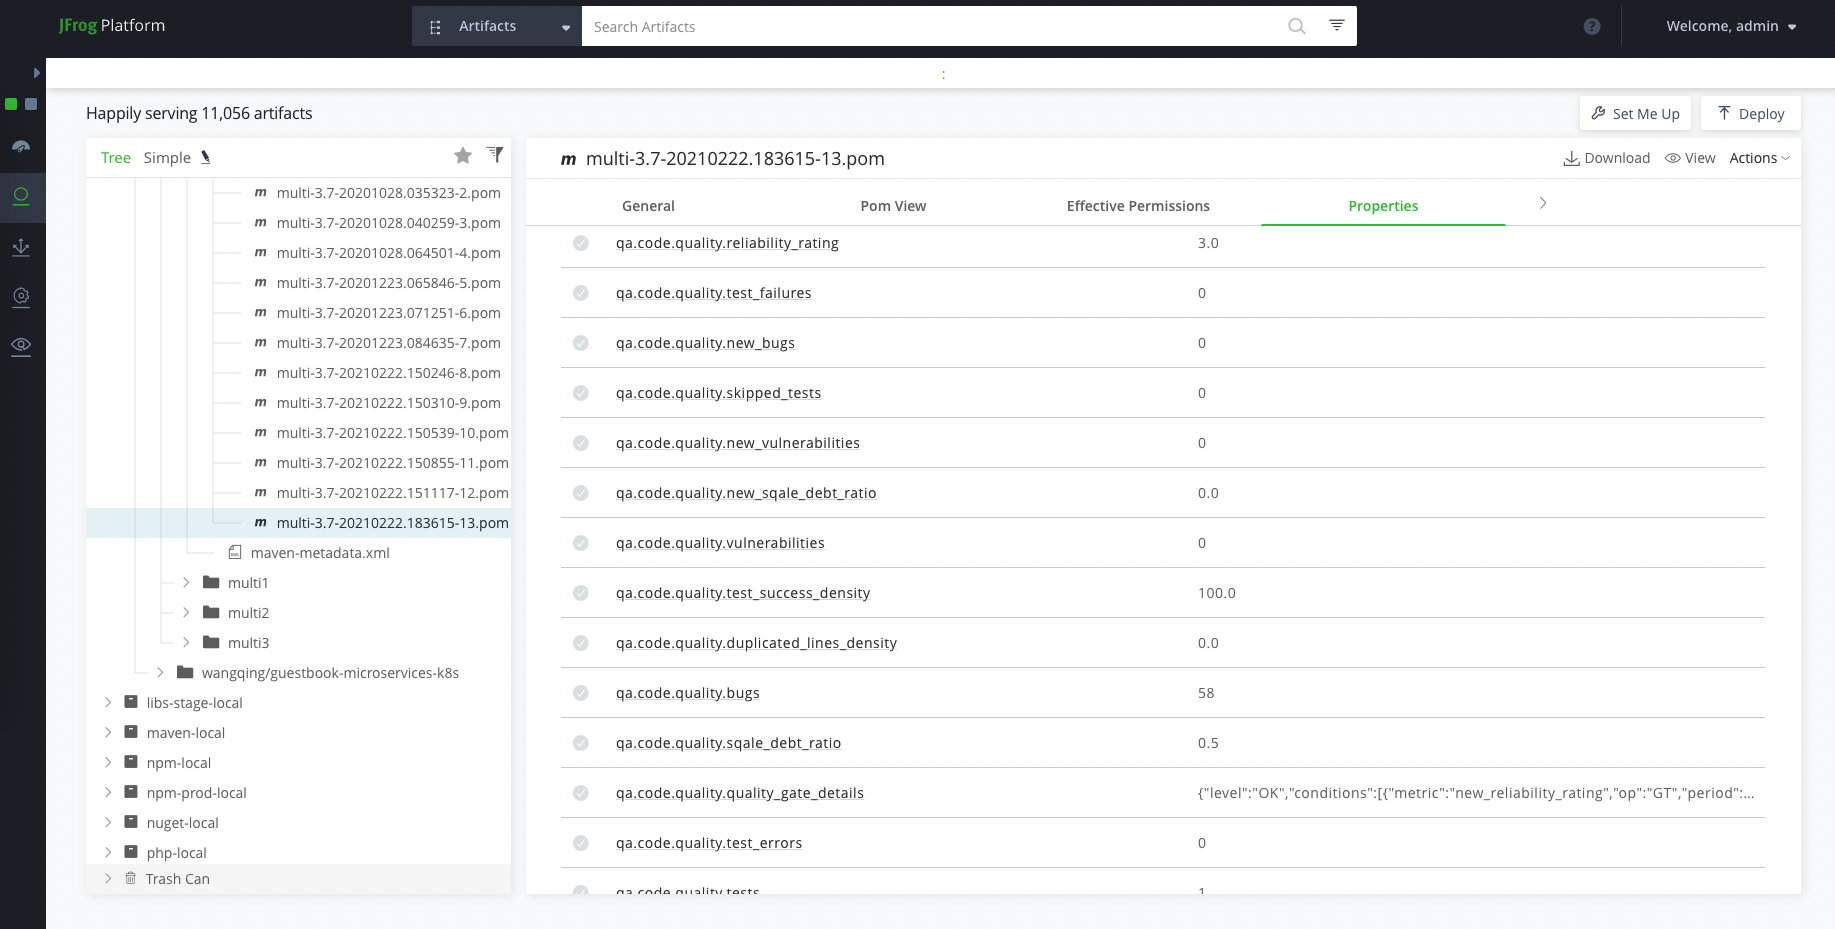 JFrog Platform
Artifacts
Search Artifacts
Welcome, admin
:
Happily serving 11,056 artifacts
Set Me Up
Deploy
Tree Simple
multi-3.7-20201028.035323-2.pom
multi-3.7-20201028.040259-3.pom
multi-3.7-20201028.064501-4.pom
multi-3.7-20201223.065846-5.pom
multi-3.7-20201223.071251-6.pom
multi-3.7-20201223.084635-7.pom
multi-3.7-20210222.150246-8.pom
multi-3.7-20210222.150310-9.pom
multi-3.7-20210222.150539-10.pom
multi-3.7-20210222.150855-11.pom
multi-3.7-20210222.151117-12.pom
multi-3.7-20210222.183615-13.pom
maven-metadata.xml
multi1
multi2
multi3
wangqing/guestbook-microservices-k8s
libs-stage-local
maven-local
npm-local
npm-prod-local
nuget-local
php-local
Trash Can
m multi-3.7-20210222.183615-13.pom
Download View Actions
General Pom View Effective Permissions Properties
qa.code.quality.reliability_rating 3.0
qa.code.quality.test_failures 0
qa.code.quality.new_bugs 0
qa.code.quality.skipped_tests 0
qa.code.quality.new_vulnerabilities 0
qa.code.quality.new_sqale_debt_ratio 0.0
qa.code.quality.vulnerabilities 0
qa.code.quality.test_success_density 100.0
qa.code.quality.duplicated_lines_density 0.0
qa.code.quality.bugs 58
qa.code.quality.sqale_debt_ratio 0.5
qa.code.quality.quality_gate_details {"level":"OK","conditions":[{"metric":"new_reliability_rating","op":"GT","period":...
qa.code.quality.test_errors 0
qa.code.quality.tests 1